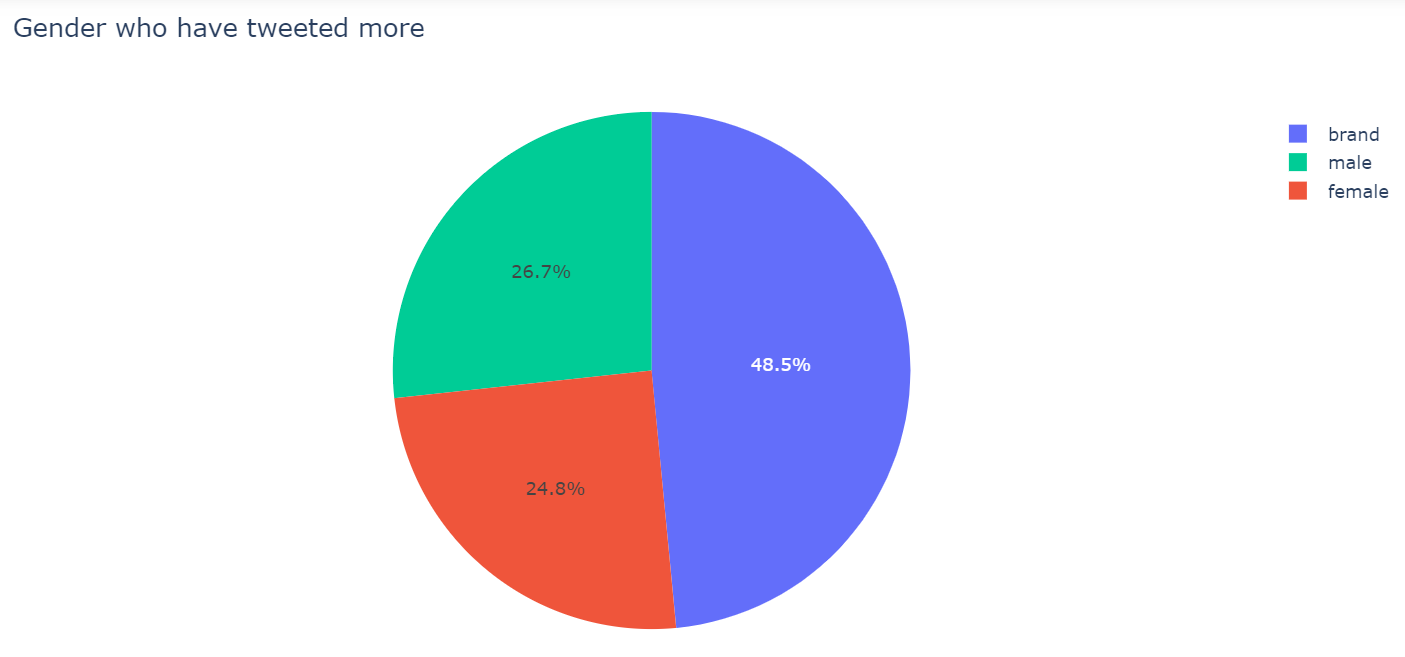 Gender who have tweeted more
brand
male
female
26.7%
48.5%
24.8%